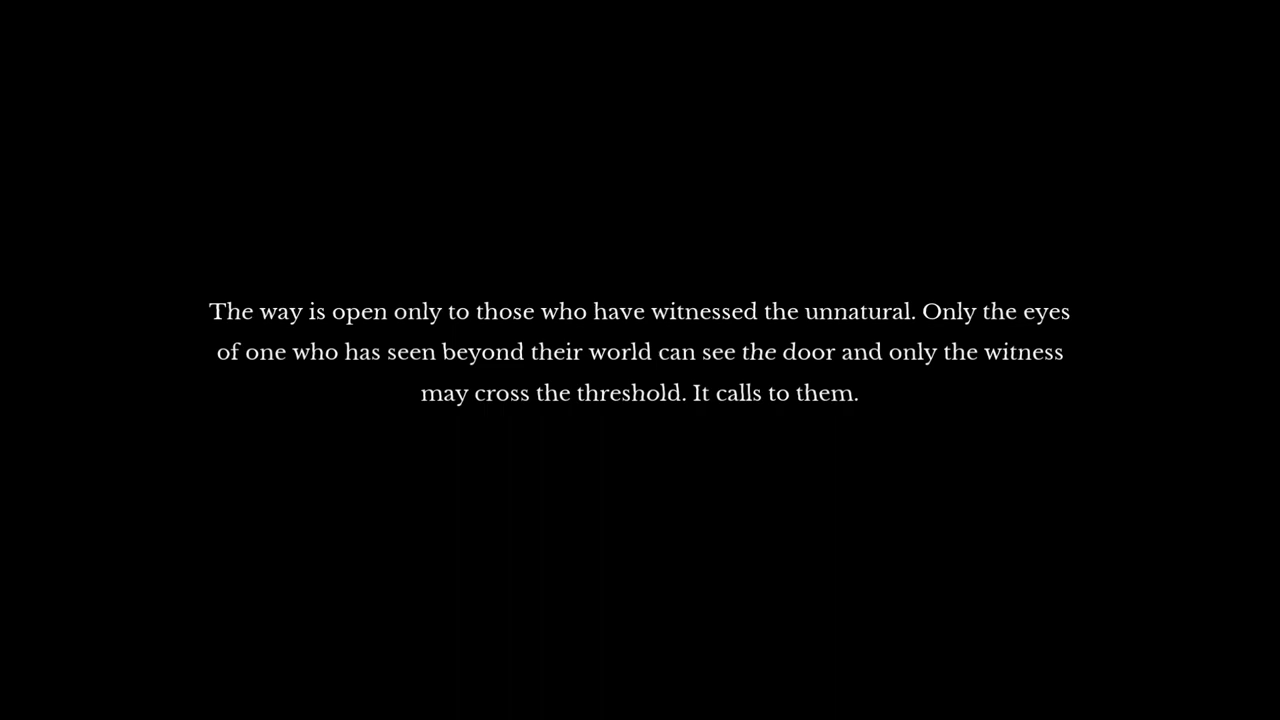 The way is open only to those who have witnessed the unnatural. Only the eyes
of one who has seen beyond their world can see the door and only the witness
may cross the threshold. It calls to them.